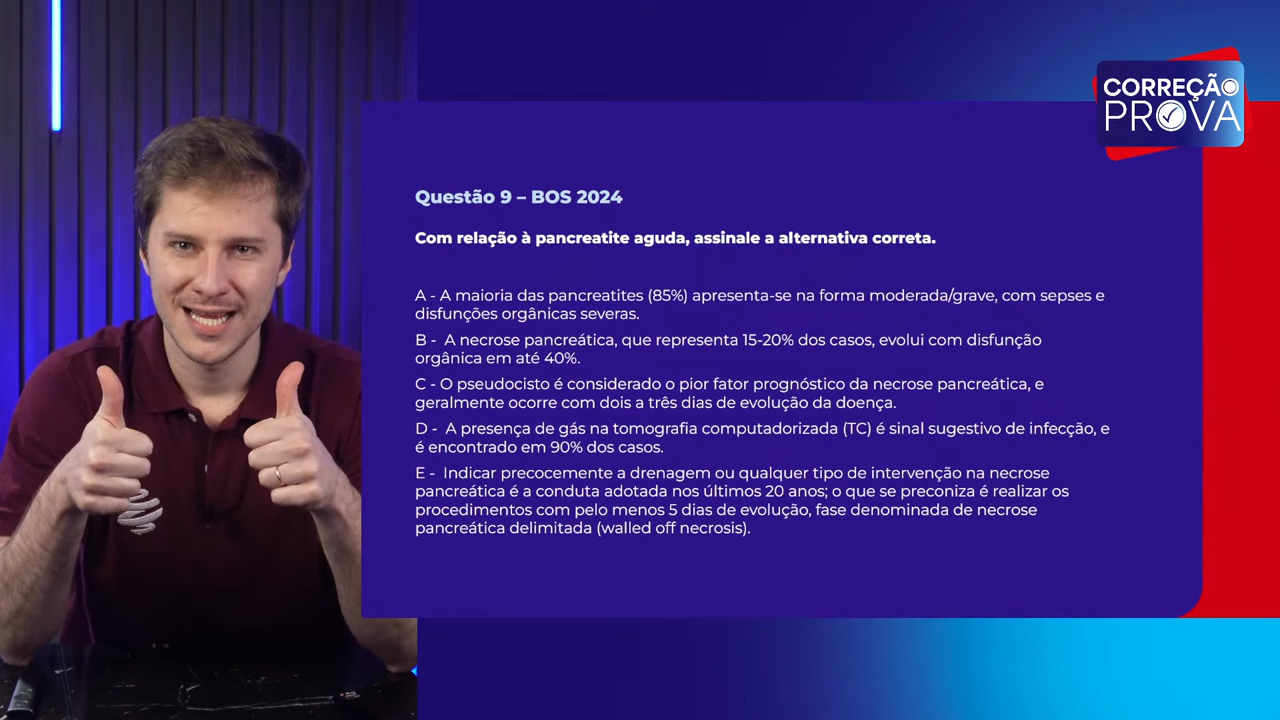 CORREÇÃO
PROVA
Questão 9 – BOS 2024
Com relação à pancreatite aguda, assinale a alternativa correta.
A - A maioria das pancreatites (85%) apresenta-se na forma moderada/grave, com sepses e
disfunções orgânicas severas.
B -  A necrose pancreática, que representa 15-20% dos casos, evolui com disfunção
orgânica em até 40%.
C - O pseudocisto é considerado o pior fator prognóstico da necrose pancreática, e
geralmente ocorre com dois a três dias de evolução da doença.
D -  A presença de gás na tomografia computadorizada (TC) é sinal sugestivo de infecção, e
é encontrado em 90% dos casos.
E -  Indicar precocemente a drenagem ou qualquer tipo de intervenção na necrose
pancreática é a conduta adotada nos últimos 20 anos; o que se preconiza é realizar os
procedimentos com pelo menos 5 dias de evolução, fase denominada de necrose
pancreática delimitada (walled off necrosis).